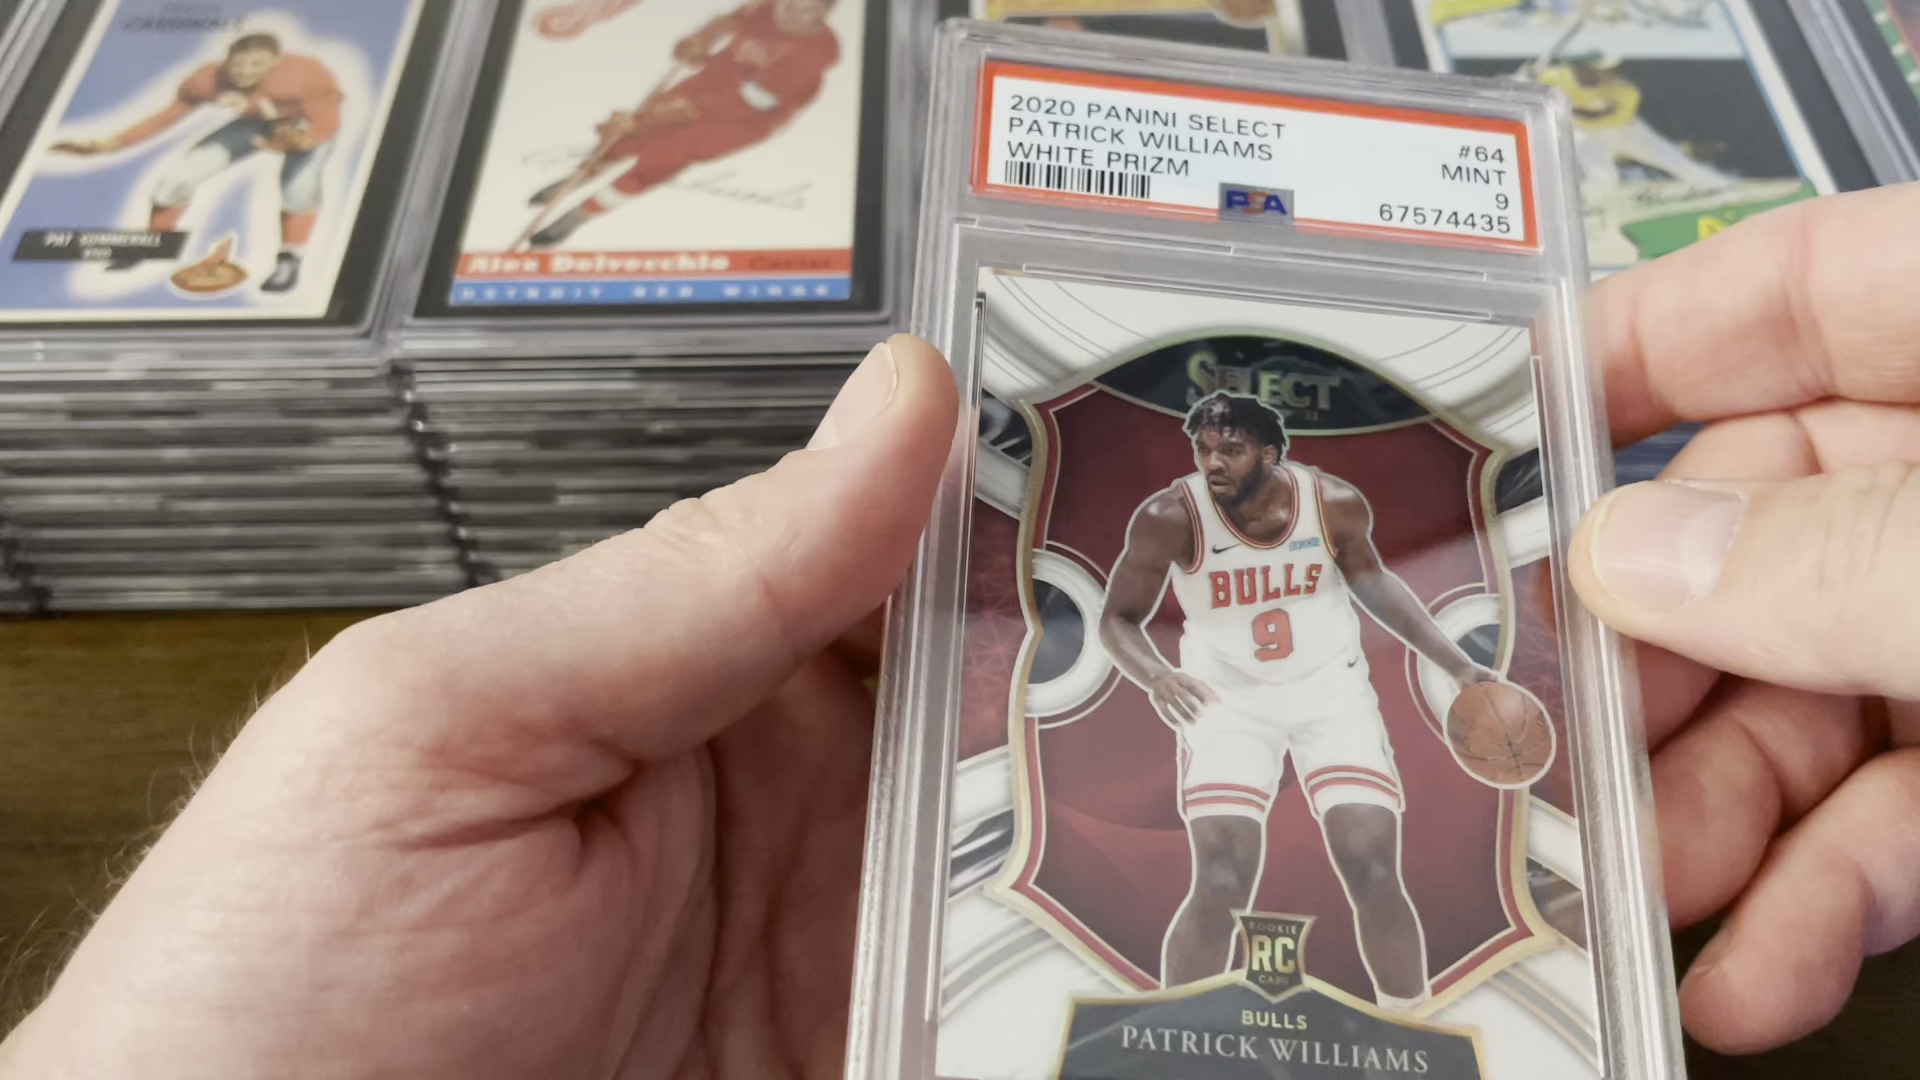 CARDINALS
PAT SUMMERALL
END
Alex Delvecchio Center
DETROIT RED WINGS
2020 PANINI SELECT
PATRICK WILLIAMS
WHITE PRIZM
#64
MINT
9
PSA
67574435
SELECT
BULLS
9
ROOKIE
RC
CARD
BULLS
PATRICK WILLIAMS